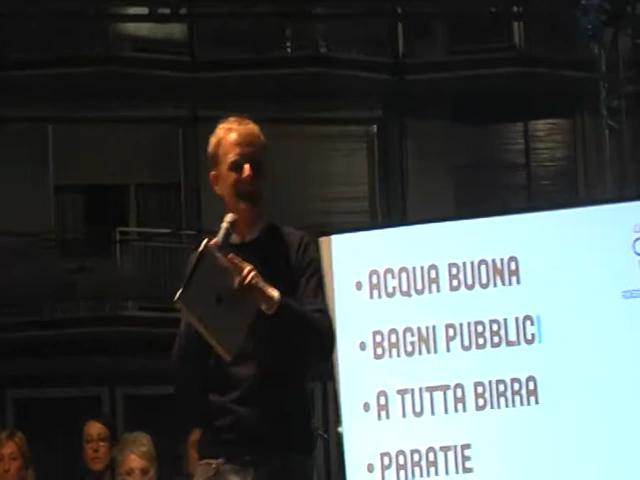 • ACQUA BUONA
• BAGNI PUBBLICI
• A TUTTA BIRRA
• PARATIE